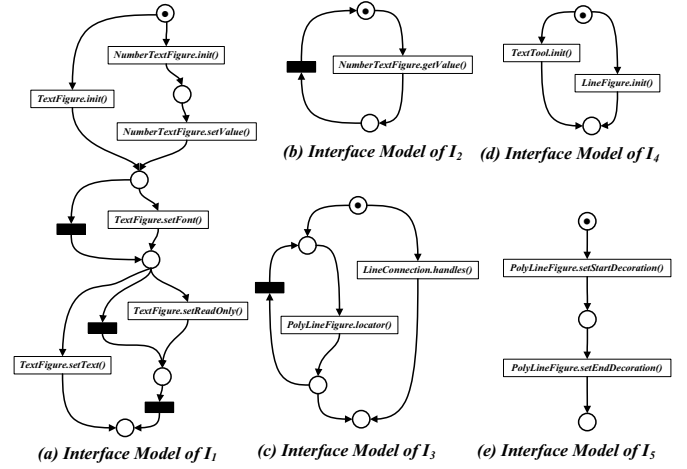 NumberTextFigure.init()
TextFigure.init()
NumberTextFigure.setValue()
TextFigure.setFont()
TextFigure.setReadOnly()
TextFigure.setText()
(a) Interface Model of I1
NumberTextFigure.getValue()
(b) Interface Model of I2
TextTool.init()
LineFigure.init()
(d) Interface Model of I4
LineConnection.handles()
PolyLineFigure.locator()
(c) Interface Model of I3
PolyLineFigure.setStartDecoration()
PolyLineFigure.setEndDecoration()
(e) Interface Model of I5